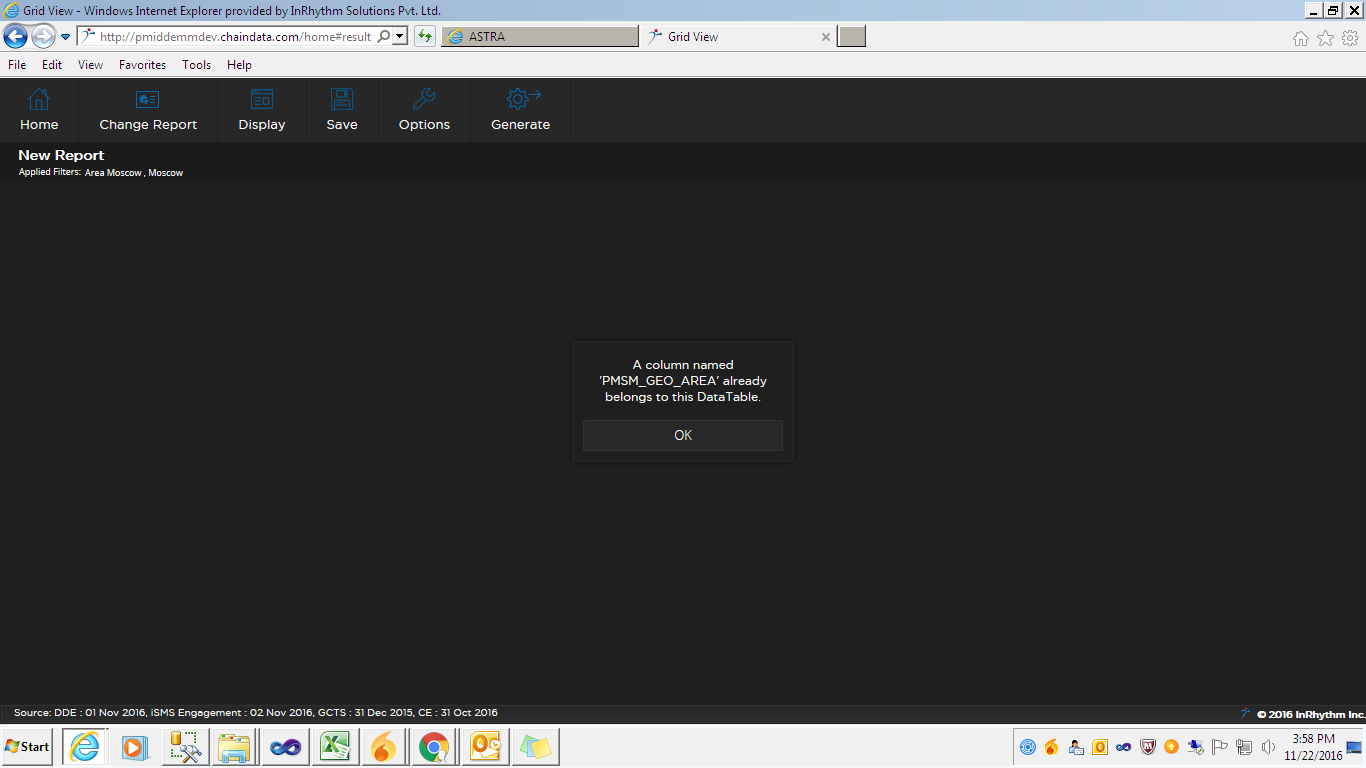 Grid View - Windows Internet Explorer provided by InRhythm Solutions Pvt. Ltd.
http://pmiddemmdev.chaindata.com/home#result
ASTRA
Grid View
File Edit View Favorites Tools Help
Home Change Report Display Save Options Generate
New Report
Applied Filters: Area Moscow , Moscow
A column named
'PMSM_GEO_AREA' already
belongs to this DataTable.
OK
Source: DDE : 01 Nov 2016, iSMS Engagement : 02 Nov 2016, GCTS : 31 Dec 2015, CE : 31 Oct 2016
© 2016 InRhythm Inc.
Start
3:58 PM
11/22/2016